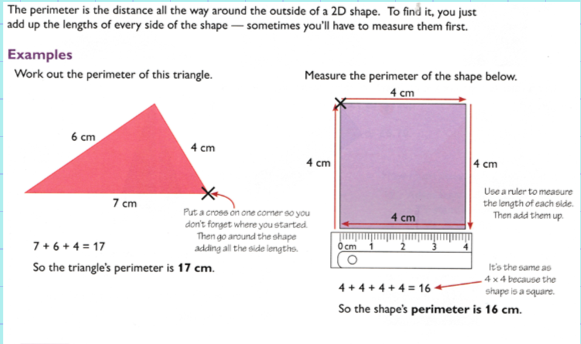 The perimeter is the distance all the way around the outside of a 2D shape. To find it, you just
add up the lengths of every side of the shape — sometimes you'll have to measure them first.
Examples
Work out the perimeter of this triangle.
6 cm
4 cm
7 cm
Put a cross on one corner so you
don't forget where you started.
Then go around the shape
adding all the side lengths.
7 + 6 + 4 = 17
So the triangle's perimeter is 17 cm.
Measure the perimeter of the shape below.
4 cm
4 cm
4 cm
4 cm
0 cm 1 2 3 4
Use a ruler to measure
the length of each side.
Then add them up.
4 + 4 + 4 + 4 = 16
It's the same as
4 x 4 because the
shape is a square.
So the shape's perimeter is 16 cm.